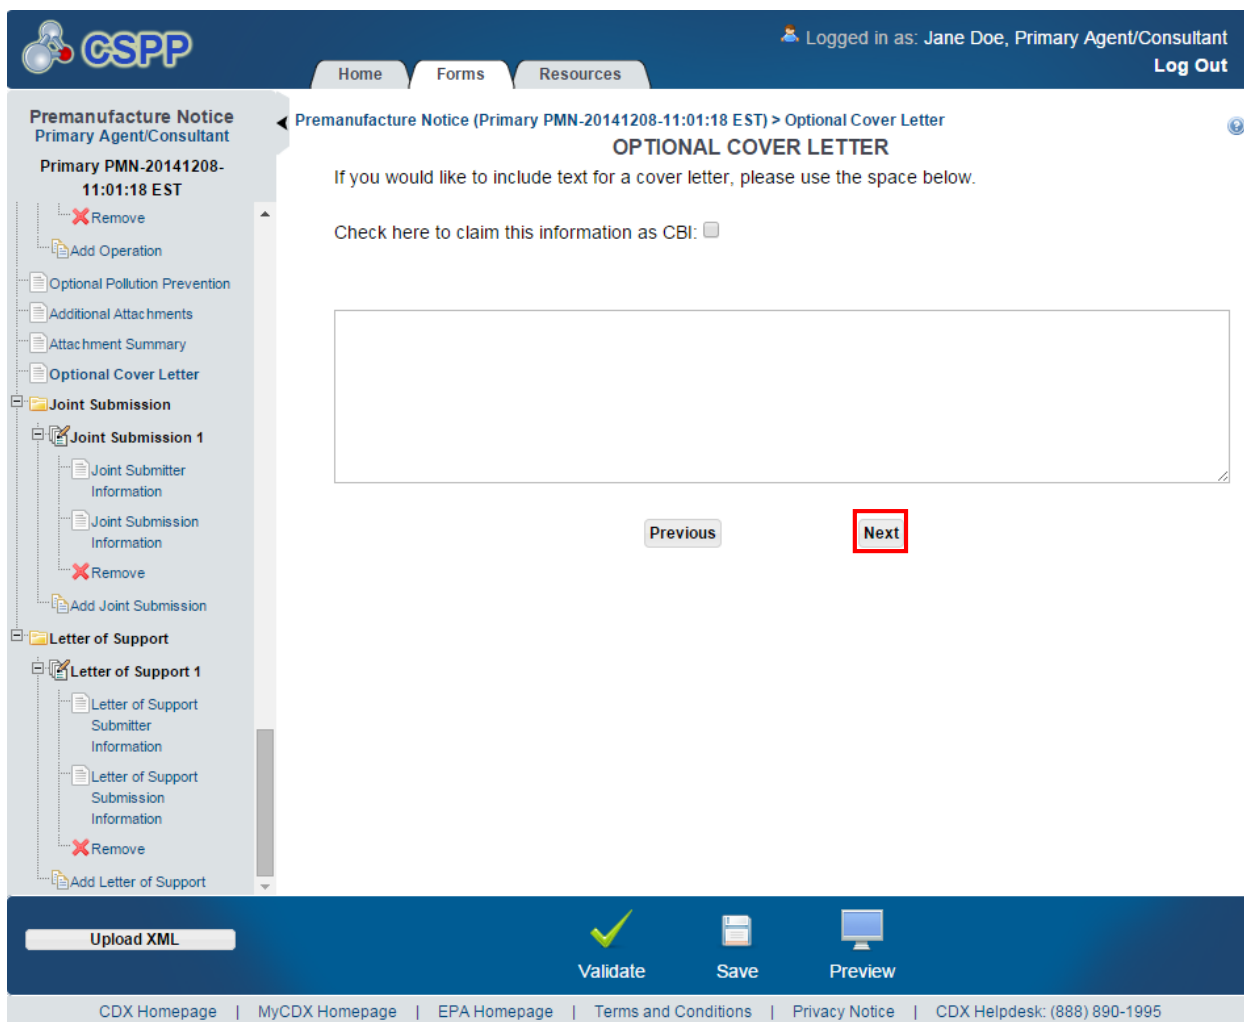 CSPP
Logged in as: Jane Doe, Primary Agent/Consultant
Log Out
Home
Forms
Resources
Premanufacture Notice
Primary Agent/Consultant
Primary PMN-20141208-
11:01:18 EST
Remove
Add Operation
Optional Pollution Prevention
Additional Attachments
Attachment Summary
Optional Cover Letter
Joint Submission
Joint Submission 1
Joint Submitter
Information
Joint Submission
Information
Remove
Add Joint Submission
Letter of Support
Letter of Support 1
Letter of Support
Submitter
Information
Letter of Support
Submission
Information
Remove
Add Letter of Support
Premanufacture Notice (Primary PMN-20141208-11:01:18 EST) > Optional Cover Letter
OPTIONAL COVER LETTER
If you would like to include text for a cover letter, please use the space below.
Check here to claim this information as CBI:
Previous
Next
Upload XML
Validate
Save
Preview
CDX Homepage | MyCDX Homepage | EPA Homepage | Terms and Conditions | Privacy Notice | CDX Helpdesk: (888) 890-1995